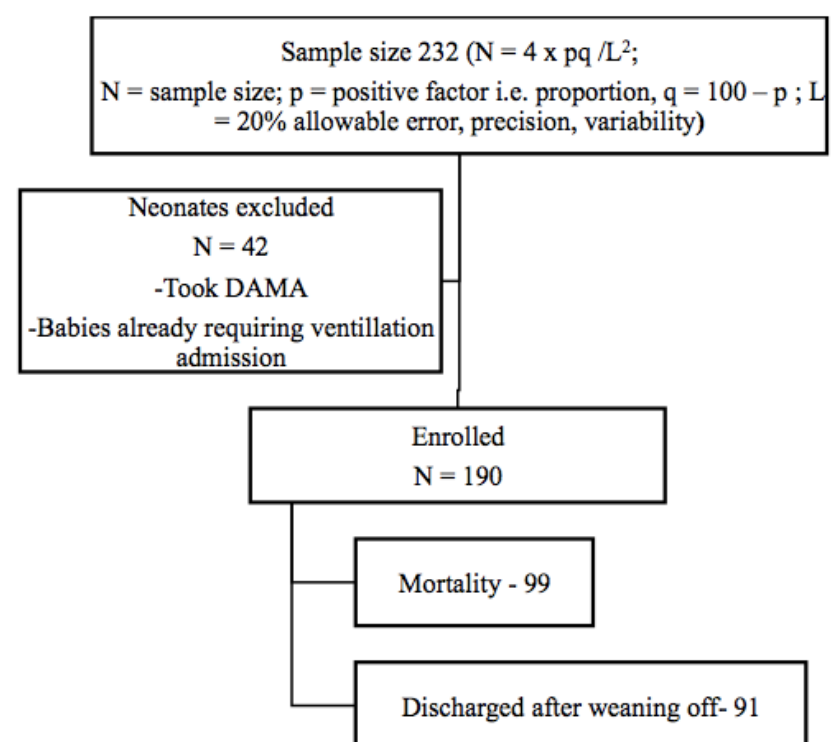 Sample size 232 (N = 4 x pq /L²;
N = sample size; p = positive factor i.e. proportion, q = 100 – p ; L
= 20% allowable error, precision, variability)
Neonates excluded
N = 42
-Took DAMA
-Babies already requiring ventillation
admission
Enrolled
N = 190
Mortality - 99
Discharged after weaning off- 91